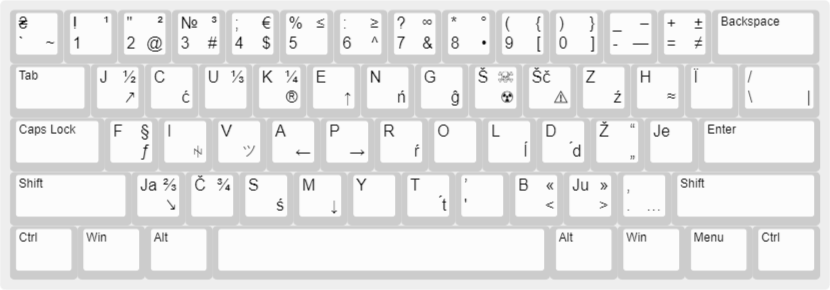 ₴ ! ¹ " ² № ³ ; € % ≤ : ≥ ? ∞ * ° ( { ) } _ – + ± Backspace
` ~ 1 2 @ 3 # 4 $ 5 6 ^ 7 & 8 • 9 [ 0 ] - — = ≠
Tab J ½ C U ⅓ K ¼ E N G Š ☠ Šč Z H Ï /
↗ ć ® ↑ ń ĝ ☢ ⚠ ź ≈ \ |
Caps Lock F § I V A P R O L D Ž “ Je Enter
ƒ ツ ← → ŕ ĺ ´d „
Shift Ja ⅔ Č ¾ S M Y T ’ B « Ju » , Shift
↘ ś ↓ ´t ' < > . …
Ctrl Win Alt Alt Win Menu Ctrl